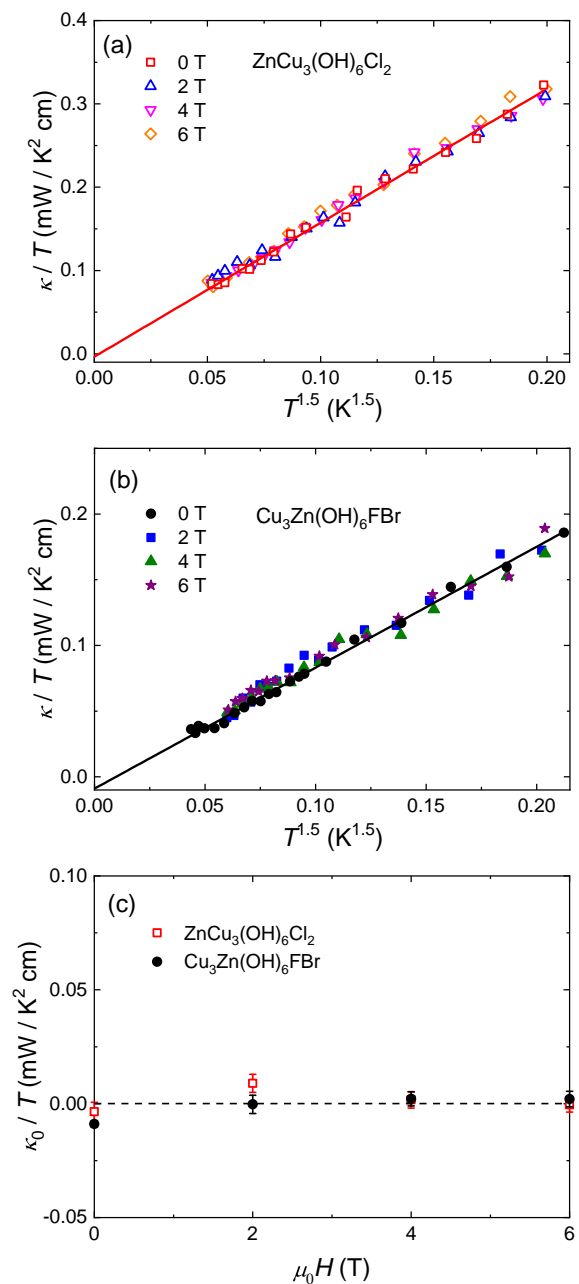 (a)
ZnCu₃(OH)₆Cl₂
0 T
2 T
4 T
6 T
0.4
0.3
0.2
0.1
0.0
κ / T (mW / K² cm)
0.00 0.05 0.10 0.15 0.20
T^1.5 (K^1.5)
(b)
Cu₃Zn(OH)₆FBr
0 T
2 T
4 T
6 T
0.2
0.1
0.0
κ / T (mW / K² cm)
0.00 0.05 0.10 0.15 0.20
T^1.5 (K^1.5)
(c)
ZnCu₃(OH)₆Cl₂
Cu₃Zn(OH)₆FBr
0.10
0.05
0.00
-0.05
κ₀ / T (mW / K² cm)
0 2 4 6
μ₀H (T)